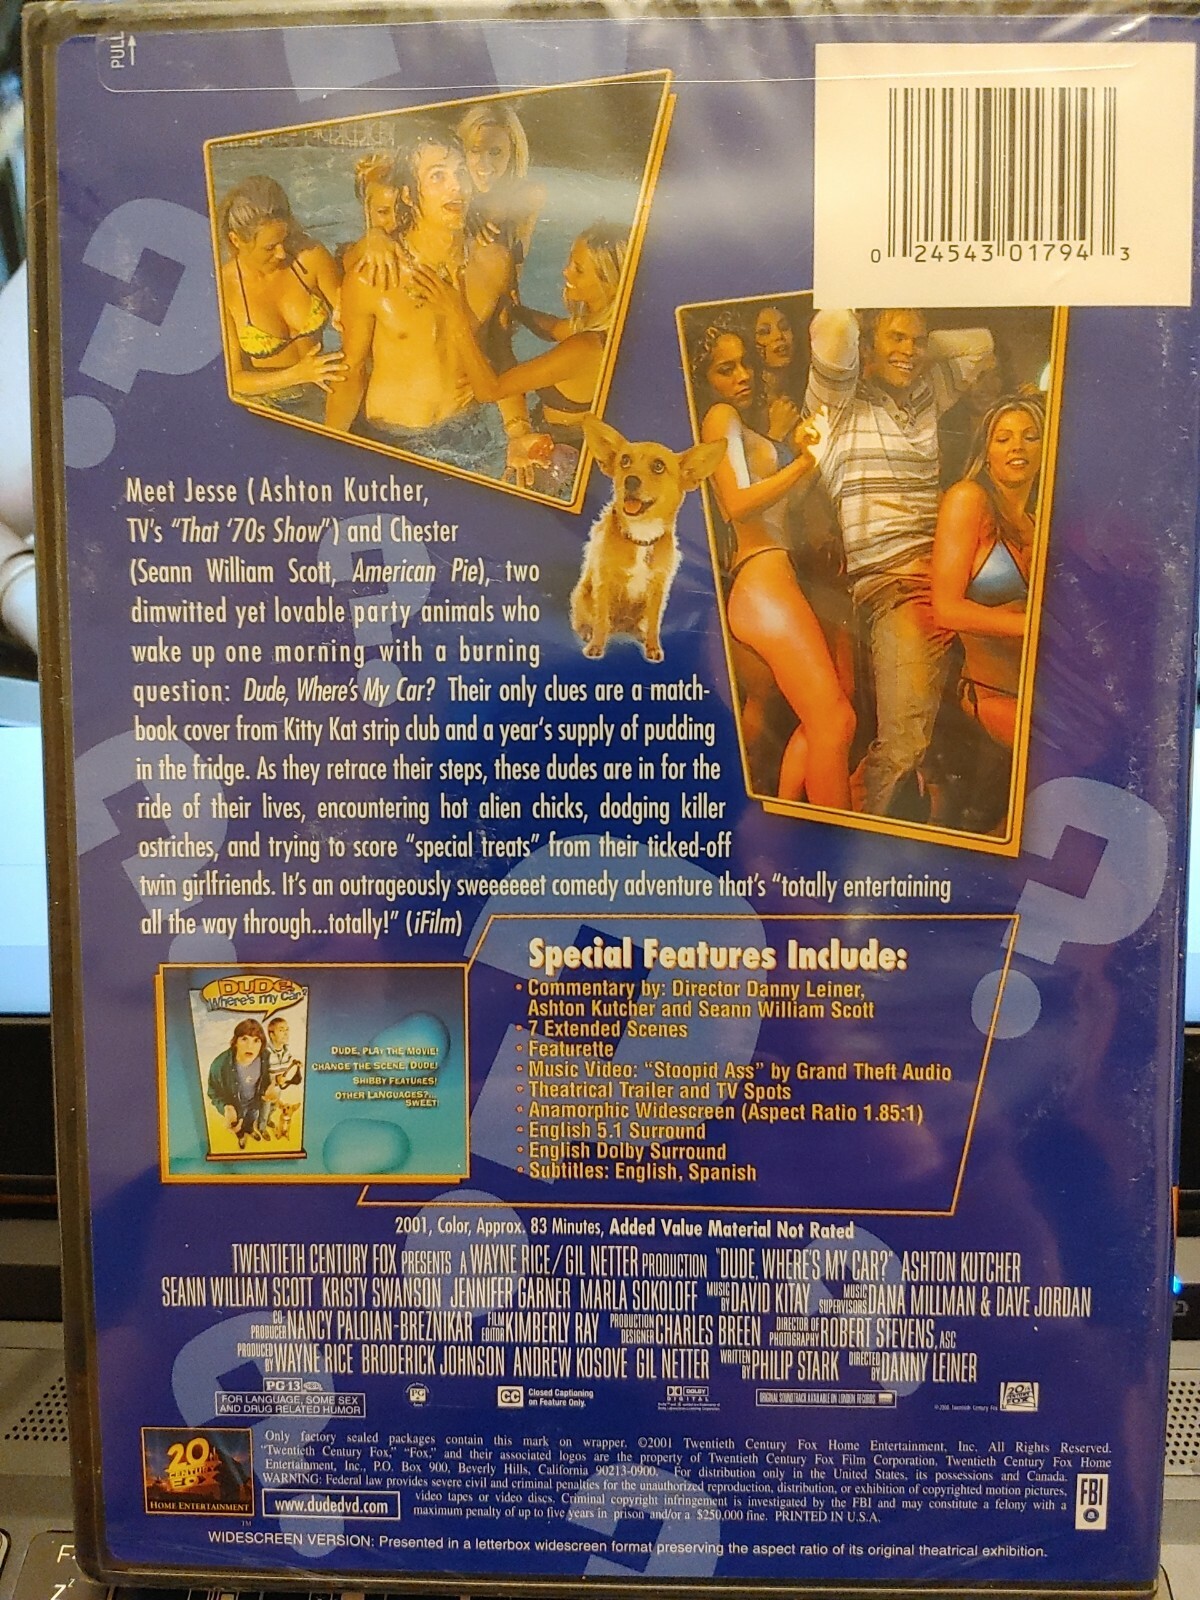 PULL
0 24543 01794 3
Meet Jesse (Ashton Kutcher,
TV's "That '70s Show") and Chester
(Seann William Scott, American Pie), two
dimwitted yet lovable party animals who
wake up one morning with a burning
question: Dude, Where's My Car? Their only clues are a match-
book cover from Kitty Kat strip club and a year's supply of pudding
in the fridge. As they retrace their steps, these dudes are in for the
ride of their lives, encountering hot alien chicks, dodging killer
ostriches, and trying to score "special treats" from their ticked-off
twin girlfriends. It's an outrageously sweeeeeet comedy adventure that's "totally entertaining
all the way through...totally!" (iFilm)
DUDE,
Where's my Car?
DUDE, PLAY THE MOVIE!
CHANGE THE SCENE, DUDE!
SHIBBY FEATURES!
OTHER LANGUAGES?...
SWEET!
Special Features Include:
• Commentary by: Director Danny Leiner,
Ashton Kutcher and Seann William Scott
• 7 Extended Scenes
• Featurette
• Music Video: "Stoopid Ass" by Grand Theft Audio
• Theatrical Trailer and TV Spots
• Anamorphic Widescreen (Aspect Ratio 1.85:1)
• English 5.1 Surround
• English Dolby Surround
• Subtitles: English, Spanish
2001, Color, Approx. 83 Minutes, Added Value Material Not Rated
TWENTIETH CENTURY FOX PRESENTS A WAYNE RICE/GIL NETTER PRODUCTION "DUDE, WHERE'S MY CAR?" ASHTON KUTCHER
SEANN WILLIAM SCOTT KRISTY SWANSON JENNIFER GARNER MARLA SOKOLOFF MUSIC BY DAVID KITAY MUSIC SUPERVISORS DANA MILLMAN & DAVE JORDAN
CO-PRODUCER NANCY PALOIAN-BREZNIKAR FILM EDITOR KIMBERLY RAY PRODUCTION DESIGNER CHARLES BREEN DIRECTOR OF PHOTOGRAPHY ROBERT STEVENS, ASC
PRODUCED BY WAYNE RICE BRODERICK JOHNSON ANDREW KOSOVE GIL NETTER WRITTEN BY PHILIP STARK DIRECTED BY DANNY LEINER
PG-13
FOR LANGUAGE, SOME SEX
AND DRUG RELATED HUMOR
PG
CC Closed Captioning
on Feature Only.
DOLBY
DIGITAL
ORIGINAL SOUNDTRACK AVAILABLE ON LONDON RECORDS
© 2000 Twentieth Century Fox
20th CENTURY FOX
20th CENTURY FOX
HOME ENTERTAINMENT
TM
Only factory sealed packages contain this mark on wrapper. ©2001 Twentieth Century Fox Home Entertainment, Inc. All Rights Reserved.
"Twentieth Century Fox," "Fox," and their associated logos are the property of Twentieth Century Fox Film Corporation. Twentieth Century Fox Home
Entertainment, Inc., P.O. Box 900, Beverly Hills, California 90213-0900. For distribution only in the United States, its possessions and Canada.
WARNING: Federal law provides severe civil and criminal penalties for the unauthorized reproduction, distribution, or exhibition of copyrighted motion pictures,
video tapes or video discs. Criminal copyright infringement is investigated by the FBI and may constitute a felony with a
maximum penalty of up to five years in prison and/or a $250,000 fine. PRINTED IN U.S.A.
www.dudedvd.com
FBI
WIDESCREEN VERSION: Presented in a letterbox widescreen format preserving the aspect ratio of its original theatrical exhibition.
Z